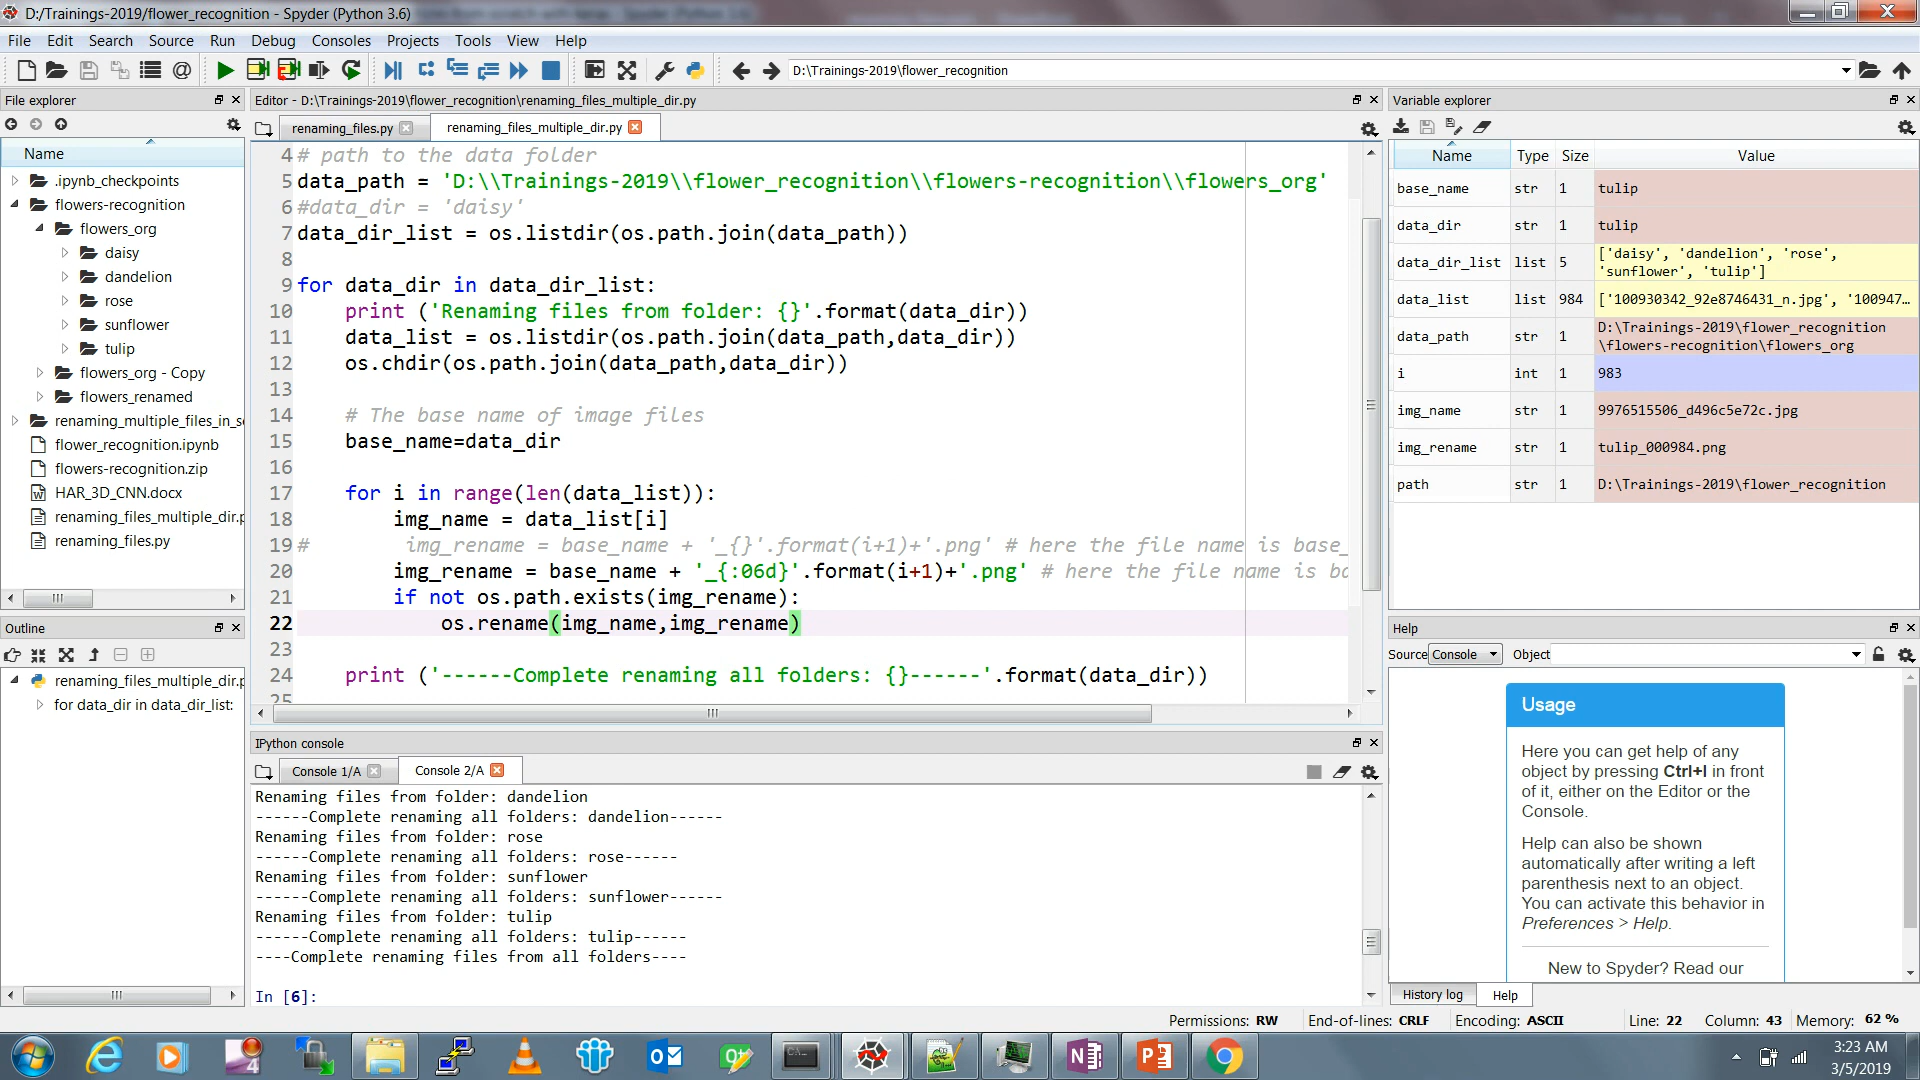 D:/Trainings-2019/flower_recognition - Spyder (Python 3.6)
File Edit Search Source Run Debug Consoles Projects Tools View Help
D:\Trainings-2019\flower_recognition
File explorer
Name
.ipynb_checkpoints
flowers-recognition
flowers_org
daisy
dandelion
rose
sunflower
tulip
flowers_org - Copy
flowers_renamed
renaming_multiple_files_in_s
flower_recognition.ipynb
flowers-recognition.zip
HAR_3D_CNN.docx
renaming_files_multiple_dir.p
renaming_files.py
Outline
renaming_files_multiple_dir.p
for data_dir in data_dir_list:
Editor - D:\Trainings-2019\flower_recognition\renaming_files_multiple_dir.py
renaming_files.py renaming_files_multiple_dir.py
4 # path to the data folder
5 data_path = 'D:\\Trainings-2019\\flower_recognition\\flowers-recognition\\flowers_org'
6 #data_dir = 'daisy'
7 data_dir_list = os.listdir(os.path.join(data_path))
8
9 for data_dir in data_dir_list:
10 print ('Renaming files from folder: {}'.format(data_dir))
11 data_list = os.listdir(os.path.join(data_path,data_dir))
12 os.chdir(os.path.join(data_path,data_dir))
13
14 # The base name of image files
15 base_name=data_dir
16
17 for i in range(len(data_list)):
18 img_name = data_list[i]
19 # img_rename = base_name + '_{}'.format(i+1)+'.png' # here the file name is base_
20 img_rename = base_name + '_{:06d}'.format(i+1)+'.png' # here the file name is ba
21 if not os.path.exists(img_rename):
22 os.rename(img_name,img_rename)
23
24 print ('------Complete renaming all folders: {}------'.format(data_dir))
25
IPython console
Console 1/A Console 2/A
Renaming files from folder: dandelion
------Complete renaming all folders: dandelion------
Renaming files from folder: rose
------Complete renaming all folders: rose------
Renaming files from folder: sunflower
------Complete renaming all folders: sunflower------
Renaming files from folder: tulip
------Complete renaming all folders: tulip------
----Complete renaming files from all folders----
In [6]:
Variable explorer
Name Type Size Value
base_name str 1 tulip
data_dir str 1 tulip
data_dir_list list 5 ['daisy', 'dandelion', 'rose',
'sunflower', 'tulip']
data_list list 984 ['100930342_92e8746431_n.jpg', '100947...
data_path str 1 D:\Trainings-2019\flower_recognition
\flowers-recognition\flowers_org
i int 1 983
img_name str 1 9976515506_d496c5e72c.jpg
img_rename str 1 tulip_000984.png
path str 1 D:\Trainings-2019\flower_recognition
Help
Source Console Object
Usage
Here you can get help of any
object by pressing Ctrl+I in front
of it, either on the Editor or the
Console.
Help can also be shown
automatically after writing a left
parenthesis next to an object.
You can activate this behavior in
Preferences > Help.
New to Spyder? Read our
History log Help
Permissions: RW End-of-lines: CRLF Encoding: ASCII Line: 22 Column: 43 Memory: 62 %
3:23 AM
3/5/2019